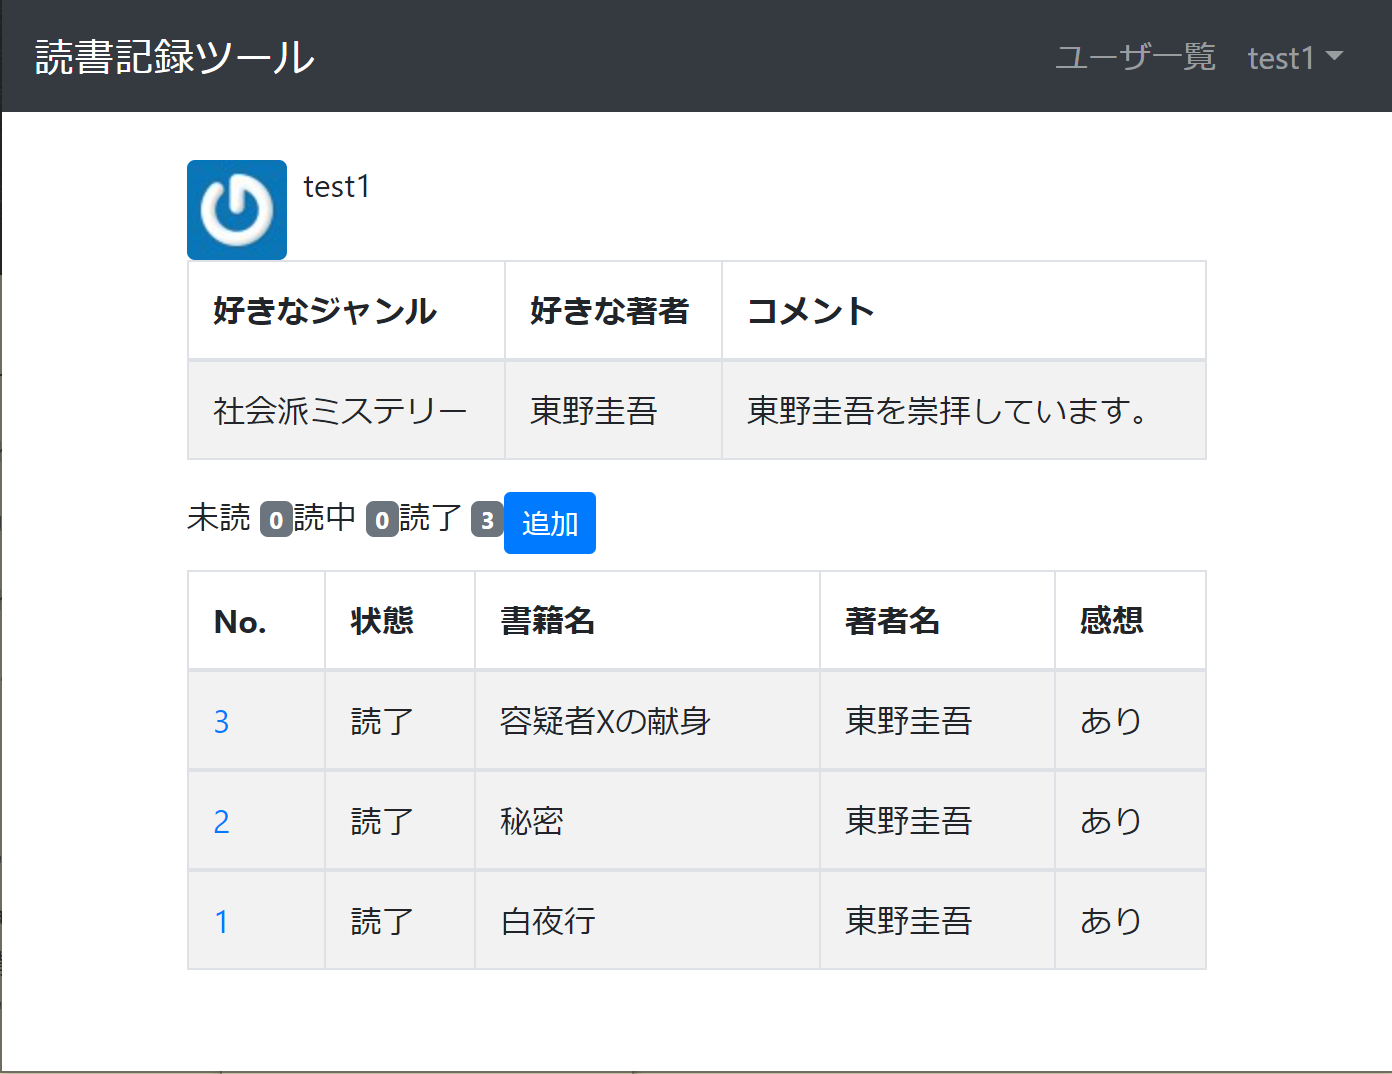 読書記録ツール ユーザ一覧 test1
test1
好きなジャンル 好きな著者 コメント
社会派ミステリー 東野圭吾 東野圭吾を崇拝しています。
未読 0 読中 0 読了 3 追加
No. 状態 書籍名 著者名 感想
3 読了 容疑者Xの献身 東野圭吾 あり
2 読了 秘密 東野圭吾 あり
1 読了 白夜行 東野圭吾 あり